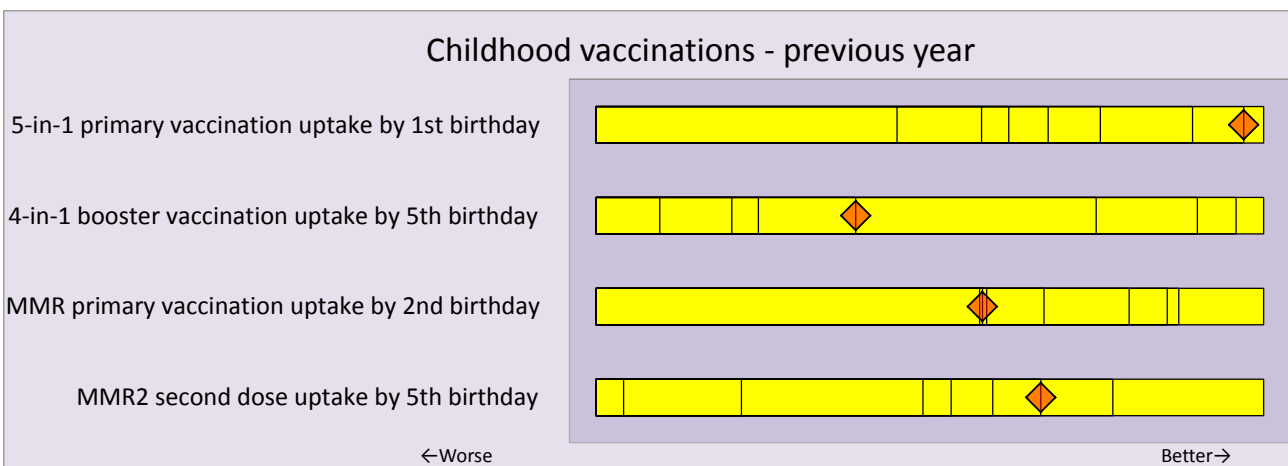 Childhood vaccinations - previous year
5-in-1 primary vaccination uptake by 1st birthday
4-in-1 booster vaccination uptake by 5th birthday
MMR primary vaccination uptake by 2nd birthday
MMR2 second dose uptake by 5th birthday
←Worse Better→